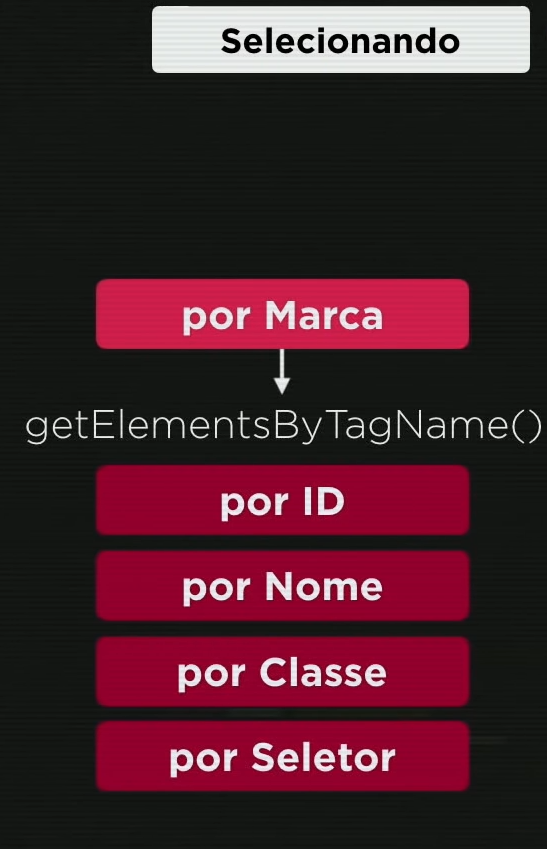 Selecionando
por Marca
getElementsByTagName()
por ID
por Nome
por Classe
por Seletor